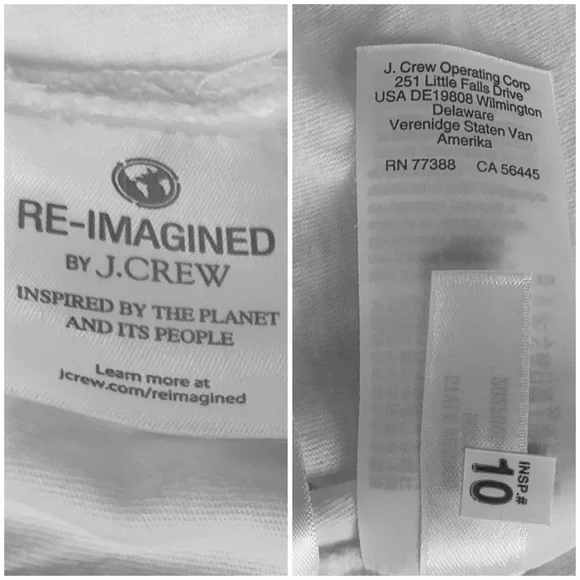 RE-IMAGINED
BY J.CREW
INSPIRED BY THE PLANET
AND ITS PEOPLE
Learn more at
jcrew.com/reimagined
J. Crew Operating Corp
251 Little Falls Drive
USA DE19808 Wilmington
Delaware
Verenidge Staten Van
Amerika
RN 77388 CA 56445
INSP.#
10